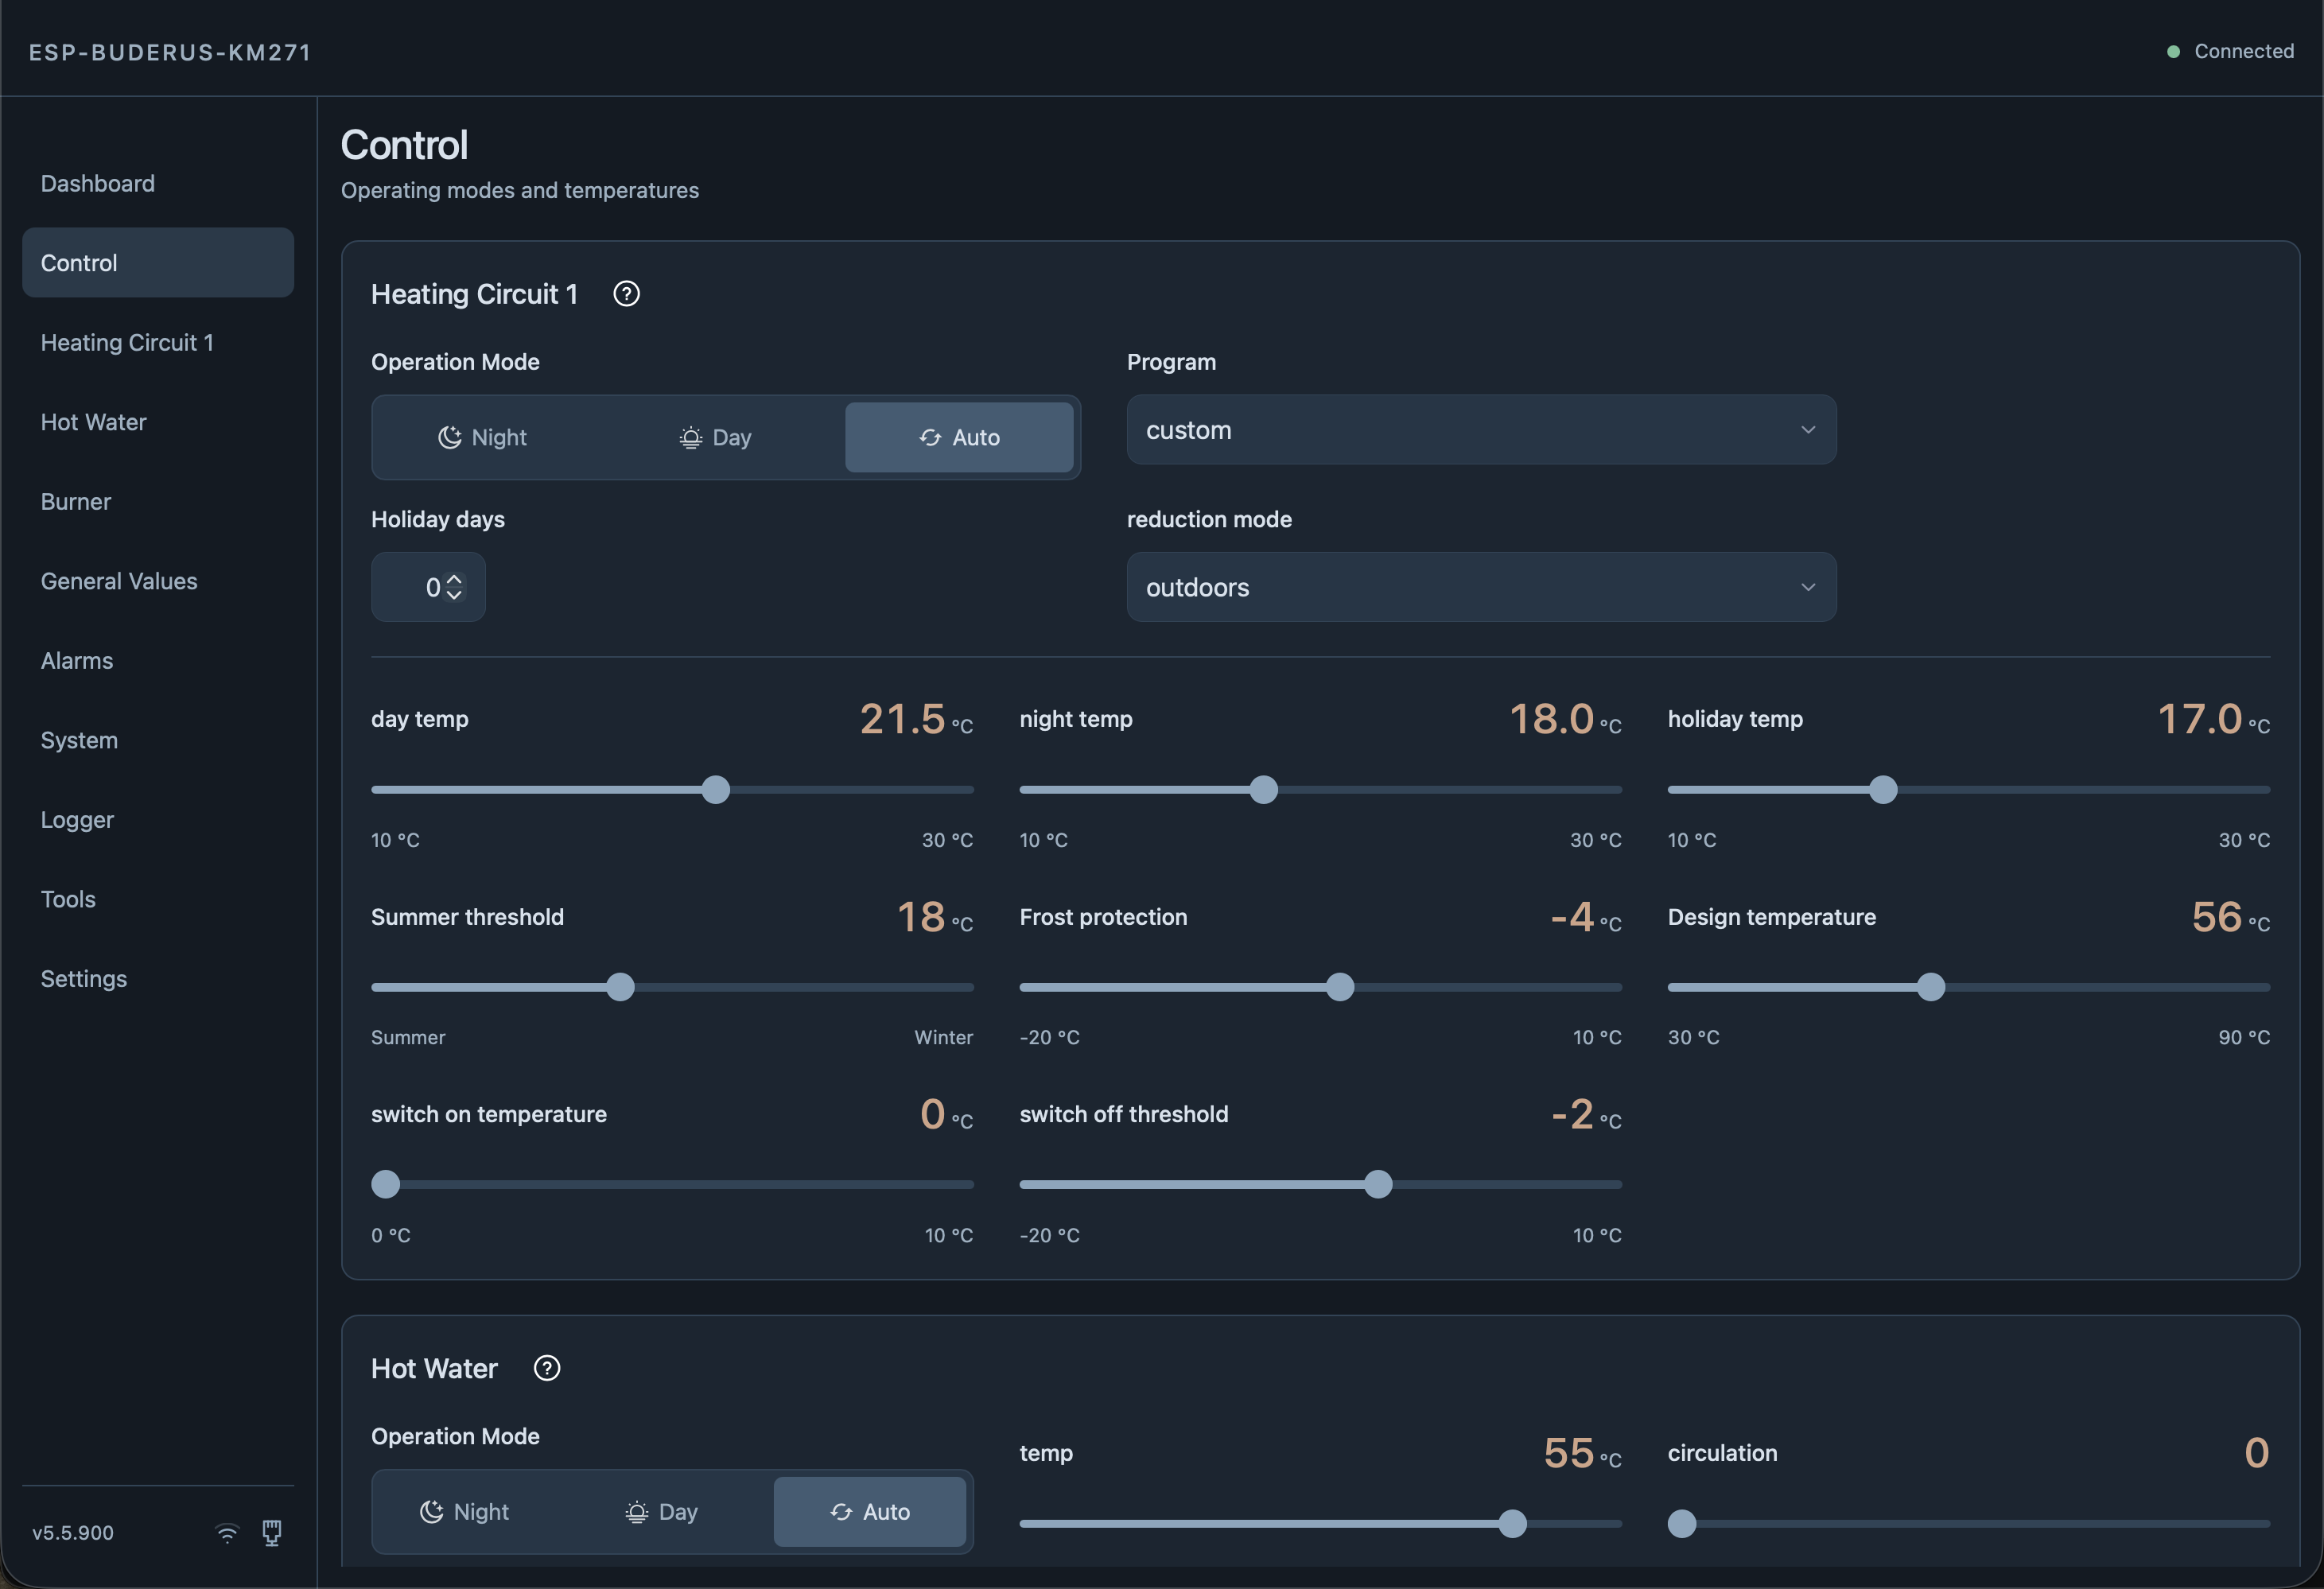 ESP-BUDERUS-KM271
Connected
Dashboard
Control
Heating Circuit 1
Hot Water
Burner
General Values
Alarms
System
Logger
Tools
Settings
v5.5.900
Control
Operating modes and temperatures
Heating Circuit 1
Operation Mode
Program
Night Day Auto
custom
Holiday days
reduction mode
0
outdoors
day temp 21.5 °C
10 °C 30 °C
night temp 18.0 °C
10 °C 30 °C
holiday temp 17.0 °C
10 °C 30 °C
Summer threshold 18 °C
Summer Winter
Frost protection -4 °C
-20 °C 10 °C
Design temperature 56 °C
30 °C 90 °C
switch on temperature 0 °C
0 °C 10 °C
switch off threshold -2 °C
-20 °C 10 °C
Hot Water
Operation Mode
Night Day Auto
temp 55 °C
circulation 0